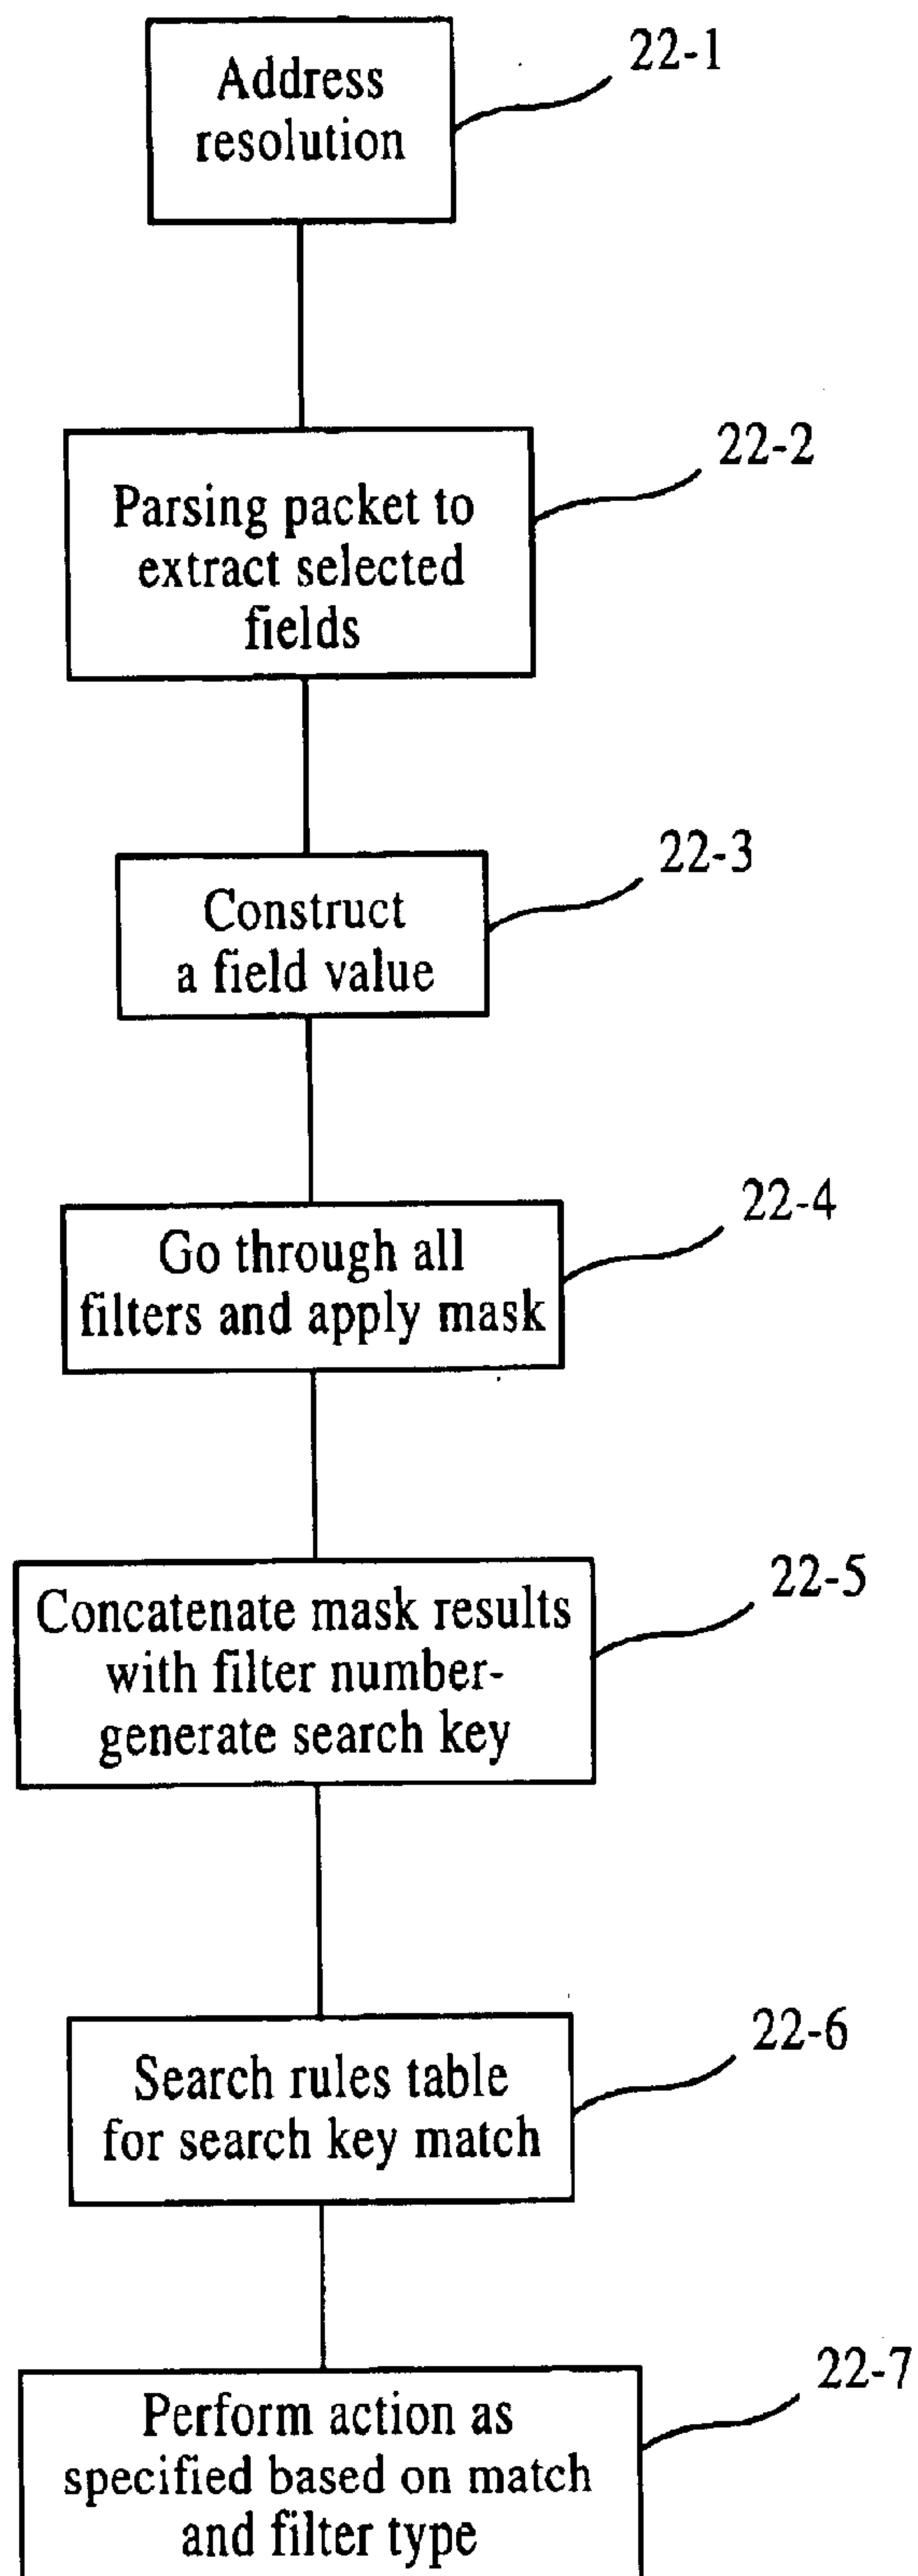 Address
resolution
22-1
Parsing packet to
extract selected
fields
22-2
Construct
a field value
22-3
Go through all
filters and apply mask
22-4
Concatenate mask results
with filter number-
generate search key
22-5
Search rules table
for search key match
22-6
Perform action as
specified based on match
and filter type
22-7